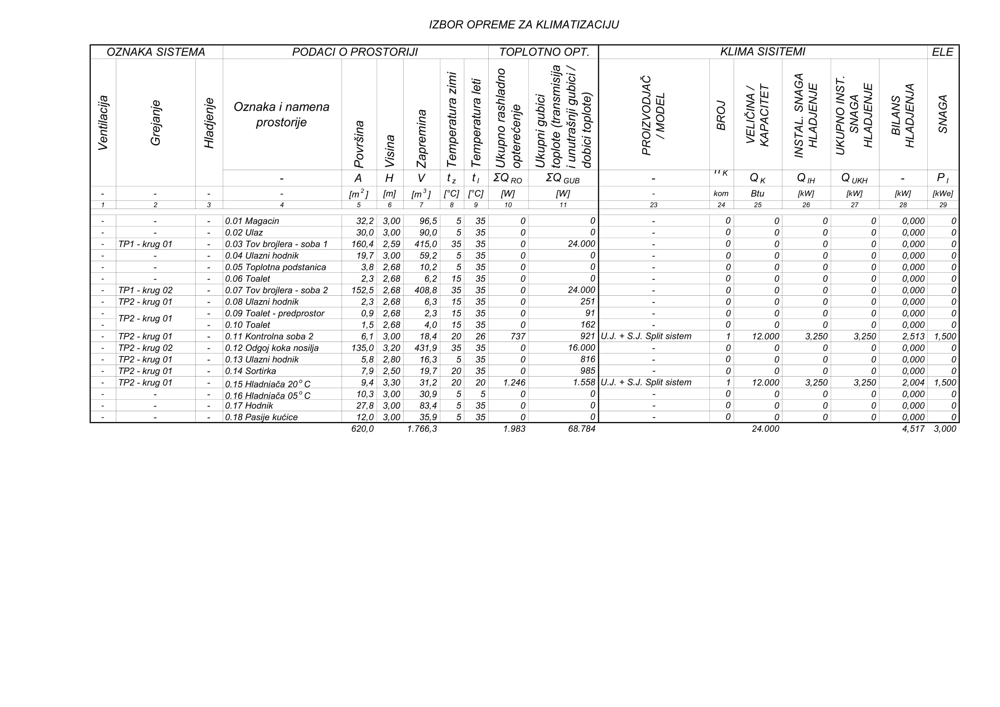 IZBOR OPREME ZA KLIMATIZACIJU
OZNAKA SISTEMA PODACI O PROSTORIJI TOPLOTNO OPT. KLIMA SISITEMI ELE
Ventilacija
Grejanje
Hladjenje
Oznaka i namena
prostorije
Površina
Visina
Zapremina
Temperatura zimi
Temperatura leti
Ukupno rashladno
opterećenje
Ukupni gubici
toplote (transmisija
i unutrašnji gubici /
dobici toplote)
PROIZVODJAČ
/ MODEL
BROJ
VELIČINA /
KAPACITET
INSTAL. SNAGA
HLADJENJE
UKUPNO INST.
SNAGA
HLADJENJE
BILANS
HLADJENJA
SNAGA
- A H V t z t l ΣQ RO ΣQ GUB - n K Q K Q IH Q UKH - P I
- - - - [m 2 ] [m] [m 3 ] [°C] [°C] [W] [W] - kom Btu [kW] [kW] [kW] [kWe]
1 2 3 4 5 6 7 8 9 10 11 23 24 25 26 27 28 29
- - - 0.01 Magacin 32,2 3,00 96,5 5 35 0 0 - 0 0 0 0 0,000 0
- - - 0.02 Ulaz 30,0 3,00 90,0 5 35 0 0 - 0 0 0 0 0,000 0
- TP1 - krug 01 - 0.03 Tov brojlera - soba 1 160,4 2,59 415,0 35 35 0 24.000 - 0 0 0 0 0,000 0
- - - 0.04 Ulazni hodnik 19,7 3,00 59,2 5 35 0 0 - 0 0 0 0 0,000 0
- - - 0.05 Toplotna podstanica 3,8 2,68 10,2 5 35 0 0 - 0 0 0 0 0,000 0
- - - 0.06 Toalet 2,3 2,68 6,2 15 35 0 0 - 0 0 0 0 0,000 0
- TP1 - krug 02 - 0.07 Tov brojlera - soba 2 152,5 2,68 408,8 35 35 0 24.000 - 0 0 0 0 0,000 0
- TP2 - krug 01 - 0.08 Ulazni hodnik 2,3 2,68 6,3 15 35 0 251 - 0 0 0 0 0,000 0
- TP2 - krug 01 - 0.09 Toalet - predprostor 0,9 2,68 2,3 15 35 0 91 - 0 0 0 0 0,000 0
- - 0.10 Toalet 1,5 2,68 4,0 15 35 0 162 - 0 0 0 0 0,000 0
- TP2 - krug 01 - 0.11 Kontrolna soba 2 6,1 3,00 18,4 20 26 737 921 U.J. + S.J. Split sistem 1 12.000 3,250 3,250 2,513 1,500
- TP2 - krug 02 - 0.12 Odgoj koka nosilja 135,0 3,20 431,9 35 35 0 16.000 - 0 0 0 0 0,000 0
- TP2 - krug 01 - 0.13 Ulazni hodnik 5,8 2,80 16,3 5 35 0 816 - 0 0 0 0 0,000 0
- TP2 - krug 01 - 0.14 Sortirka 7,9 2,50 19,7 20 35 0 985 - 0 0 0 0 0,000 0
- TP2 - krug 01 - 0.15 Hladnjača 20 o C 9,4 3,30 31,2 20 20 1.246 1.558 U.J. + S.J. Split sistem 1 12.000 3,250 3,250 2,004 1,500
- - - 0.16 Hladnjača 05 o C 10,3 3,00 30,9 5 5 0 0 - 0 0 0 0 0,000 0
- - - 0.17 Hodnik 27,8 3,00 83,4 5 35 0 0 - 0 0 0 0 0,000 0
- - - 0.18 Pasije kućice 12,0 3,00 35,9 5 35 0 0 - 0 0 0 0 0,000 0
620,0 1.766,3 1.983 68.784 24.000 4,517 3,000